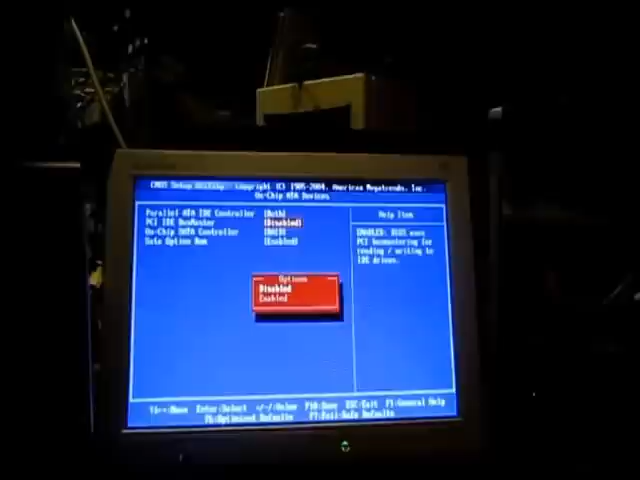 CMOS Setup Utility - Copyright (C) 1985-2004, American Megatrends, Inc.
On-Chip ATA Devices
Parallel ATA IDE Controller [Both]
PCI IDE BusMaster [Disabled]
On-Chip SATA Controller
Sata Option Rom [Enabled]
Help Item
ENABLED: BIOS uses
PCI busmastering for
reading / writing to
IDE drives.
Options
Disabled
Enabled
:Move Enter:Select +/-/:Value F10:Save ESC:Exit F1:General Help
F6:Optimized Defaults F7:Fail-Safe Defaults